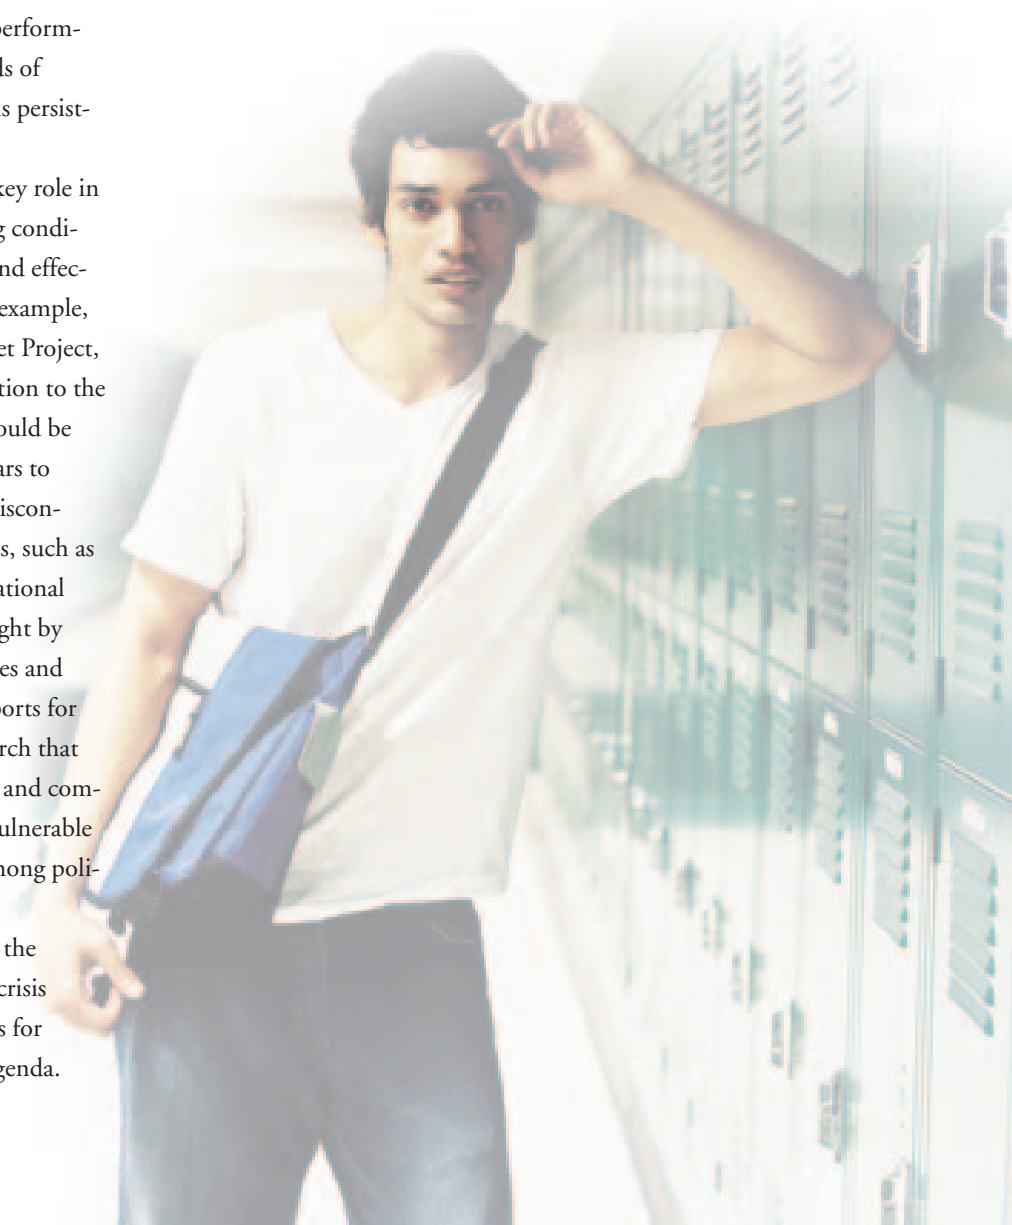 perform-
ds of
s persist-
key role in
g condi-
nd effec-
example,
et Project,
tion to the
ould be
ars to
iscon-
s, such as
ational
ght by
es and
orts for
rch that
and com-
ulnerable
mong poli-
the
crisis
s for
genda.